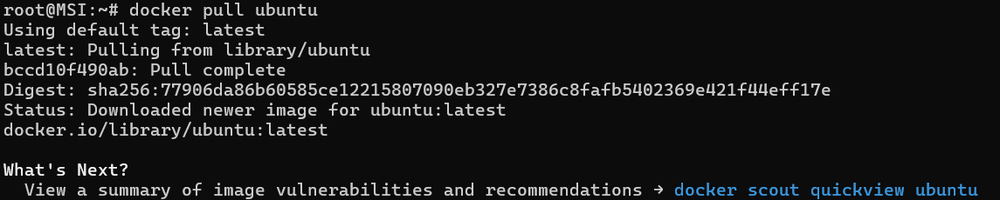 root@MSI:~# docker pull ubuntu
Using default tag: latest
latest: Pulling from library/ubuntu
bccd10f490ab: Pull complete
Digest: sha256:77906da86b60585ce12215807090eb327e7386c8fafb5402369e421f44eff17e
Status: Downloaded newer image for ubuntu:latest
docker.io/library/ubuntu:latest
What's Next?
View a summary of image vulnerabilities and recommendations → docker scout quickview ubuntu